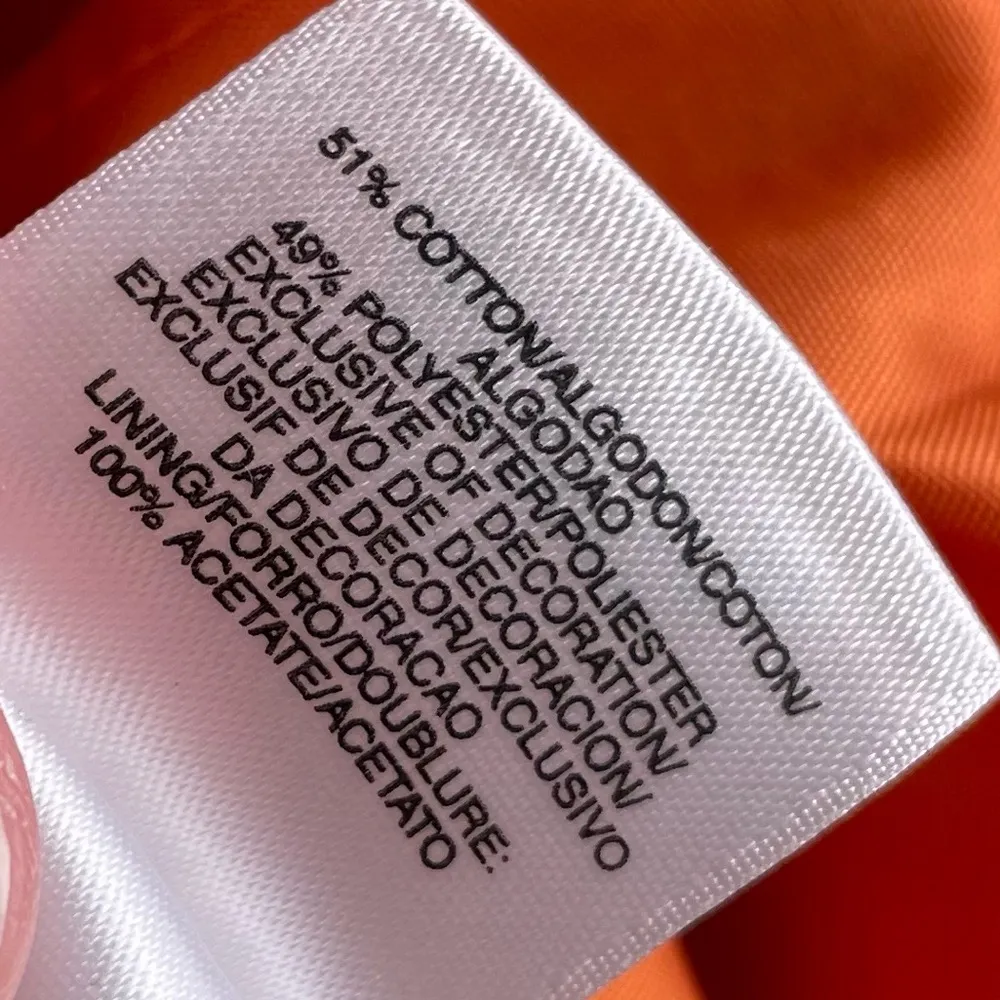 51% COTTON/ALGODON/COTON/
ALGODAO
49% POLYESTER/POLIESTER
EXCLUSIVE OF DECORATION/
EXCLUSIVO DE DECORACION/
EXCLUSIF DE DECOR/EXCLUSIVO
DA DECORACAO
LINING/FORRO/DOUBLURE:
100% ACETATE/ACETATO